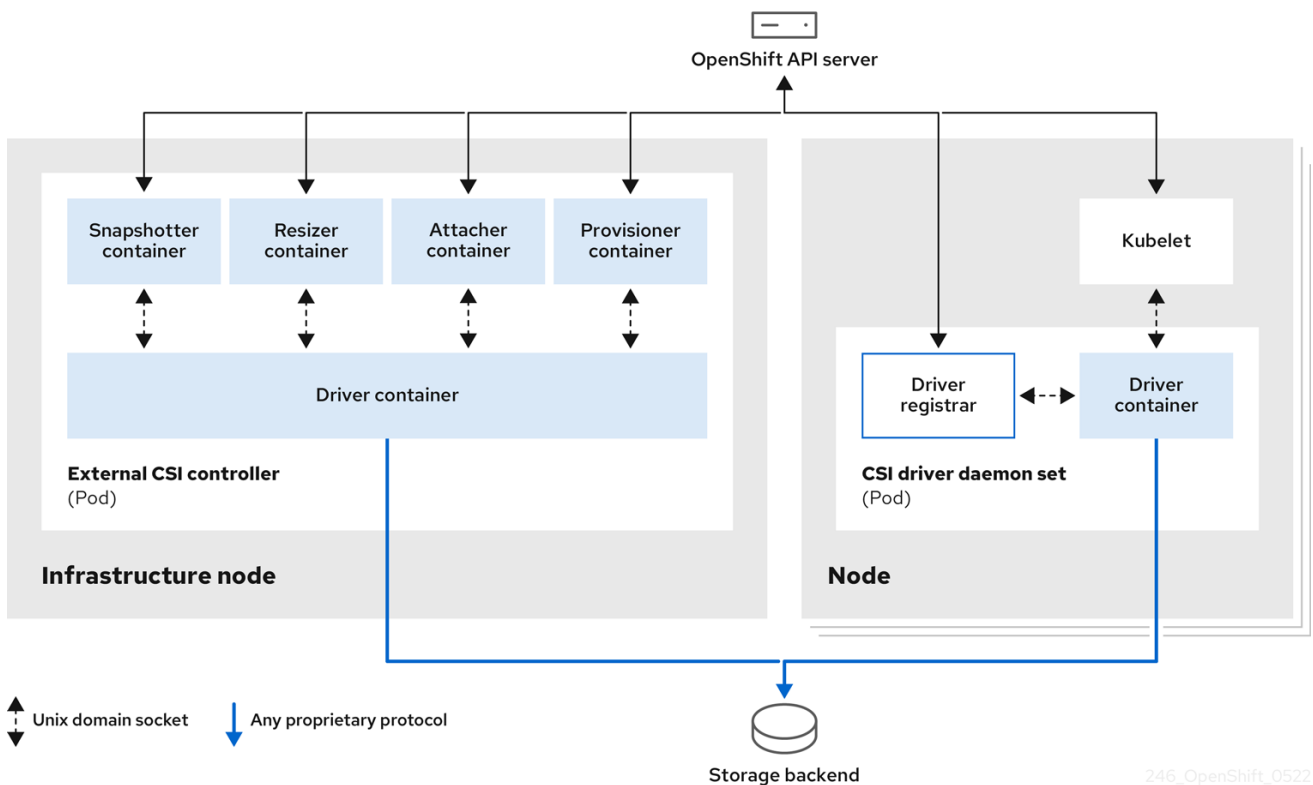 OpenShift API server
Snapshotter
container
Resizer
container
Attacher
container
Provisioner
container
Kubelet
Driver container
Driver
registrar
Driver
container
External CSI controller
(Pod)
CSI driver daemon set
(Pod)
Infrastructure node
Node
Unix domain socket
Any proprietary protocol
Storage backend
246_OpenShift_0522